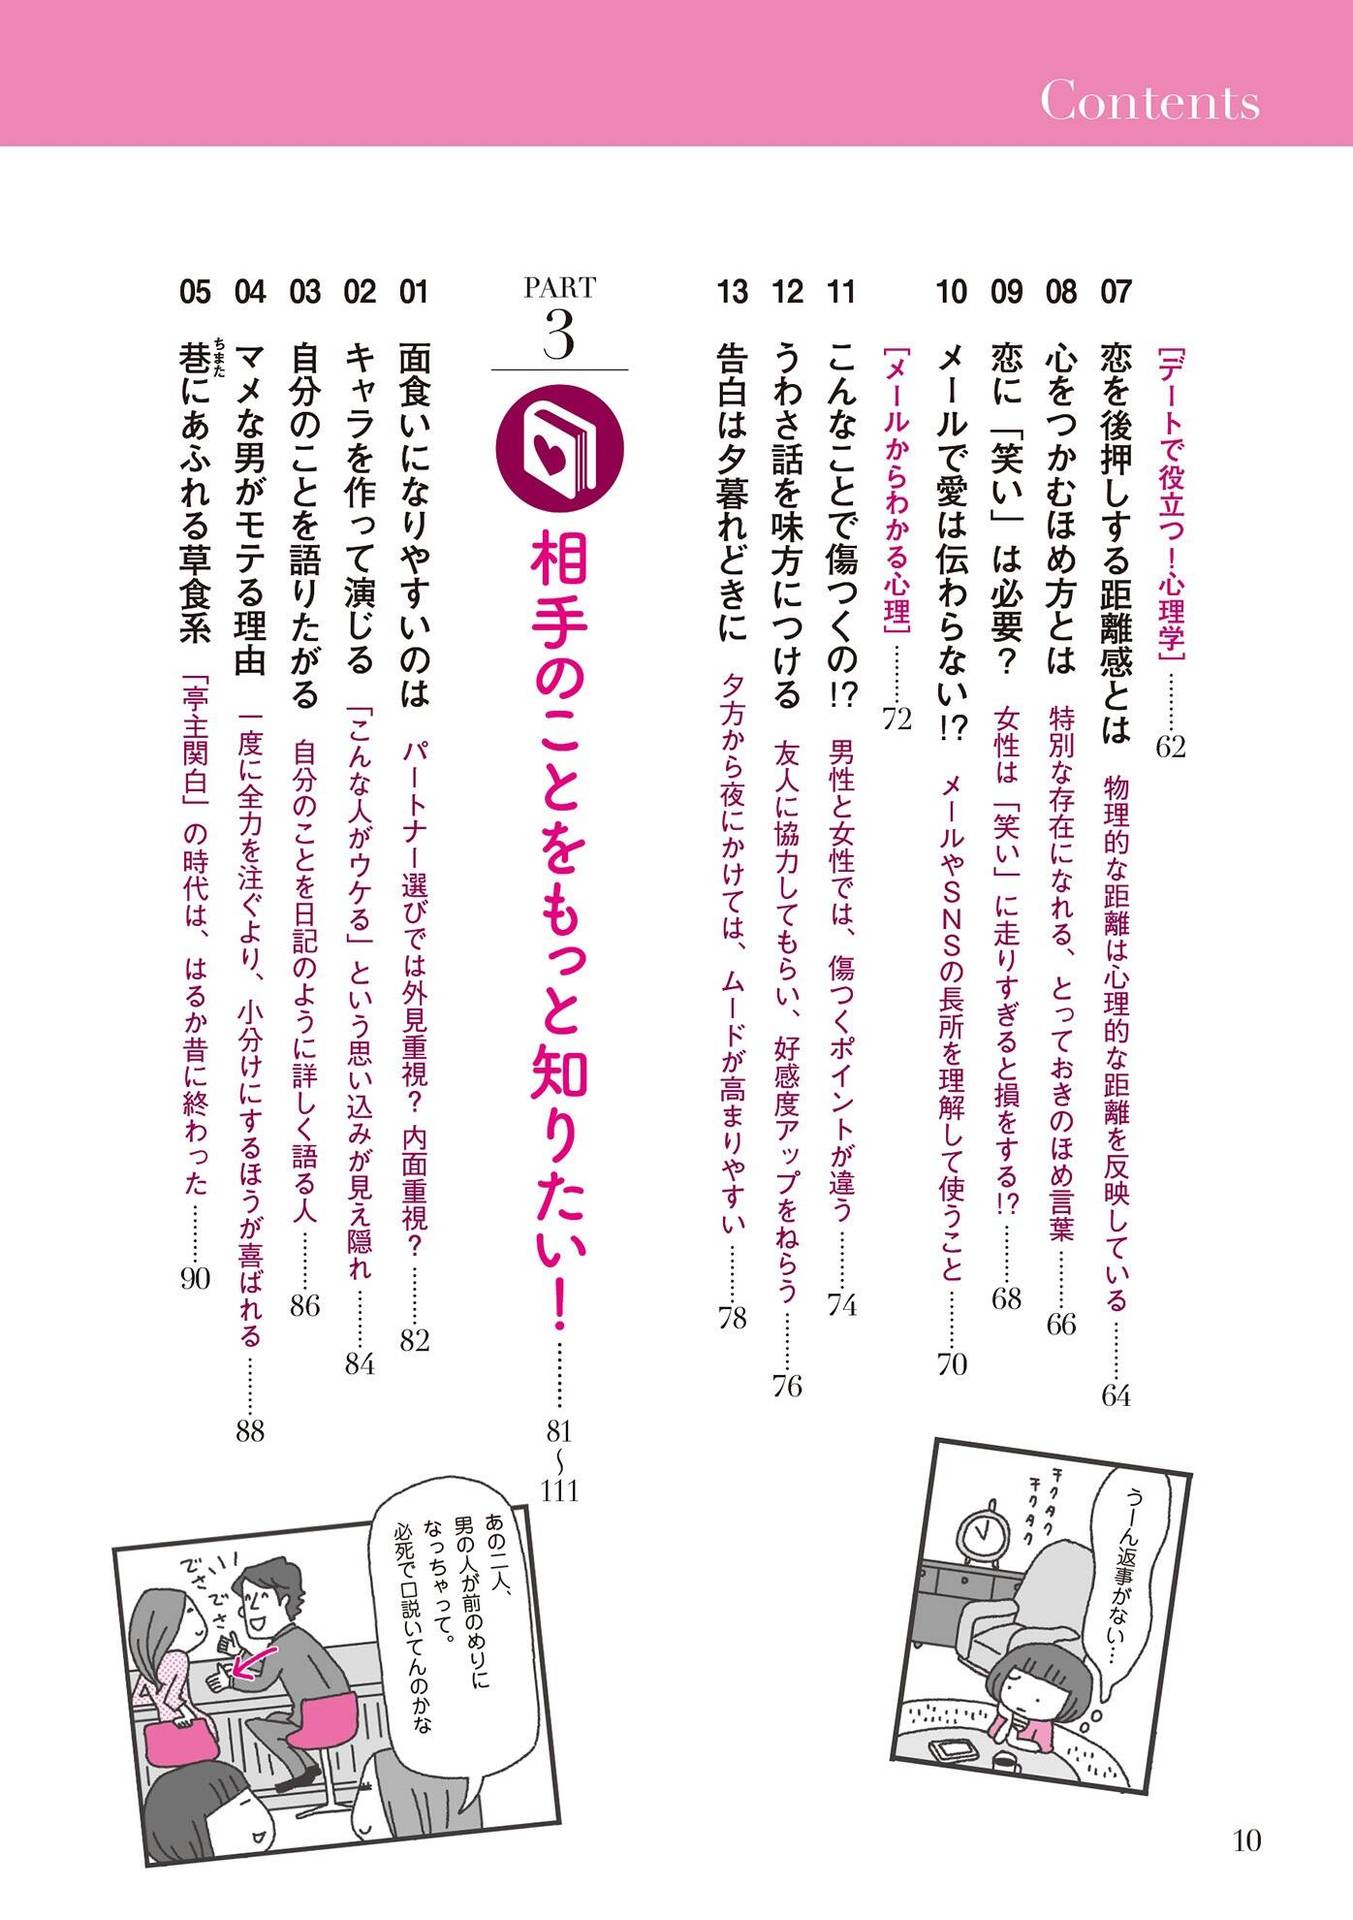 Contents
［デートで役立つ！心理学］………62
07 恋を後押しする距離感とは 物理的な距離は心理的な距離を反映している………64
08 心をつかむほめ方とは 特別な存在になれる、とっておきのほめ言葉………66
09 恋に「笑い」は必要？ 女性は「笑い」に走りすぎると損をする!?………68
10 メールで愛は伝わらない!? メールやSNSの長所を理解して使うこと………70
［メールからわかる心理］………72
11 こんなことで傷つくの!? 男性と女性では、傷つくポイントが違う………74
12 うわさ話を味方につける 友人に協力してもらい、好感度アップをねらう………76
13 告白は夕暮れどきに 夕方から夜にかけては、ムードが高まりやすい………78
PART
3
相手のことをもっと知りたい！………81〜111
01 面食いになりやすいのは パートナー選びでは外見重視？ 内面重視？………82
02 キャラを作って演じる 「こんな人がウケる」という思い込みが見え隠れ………84
03 自分のことを語りたがる 自分のことを日記のように詳しく語る人………86
04 マメな男がモテる理由 一度に全力を注ぐより、小分けにするほうが喜ばれる………88
ちまた
05 巷にあふれる草食系 「亭主関白」の時代は、はるか昔に終わった………90
うーん返事がない…
チクタク
チクタク
あの二人、
男の人が前のめりに
なっちゃって。
必死で口説いてんのかな
でさでさ
10